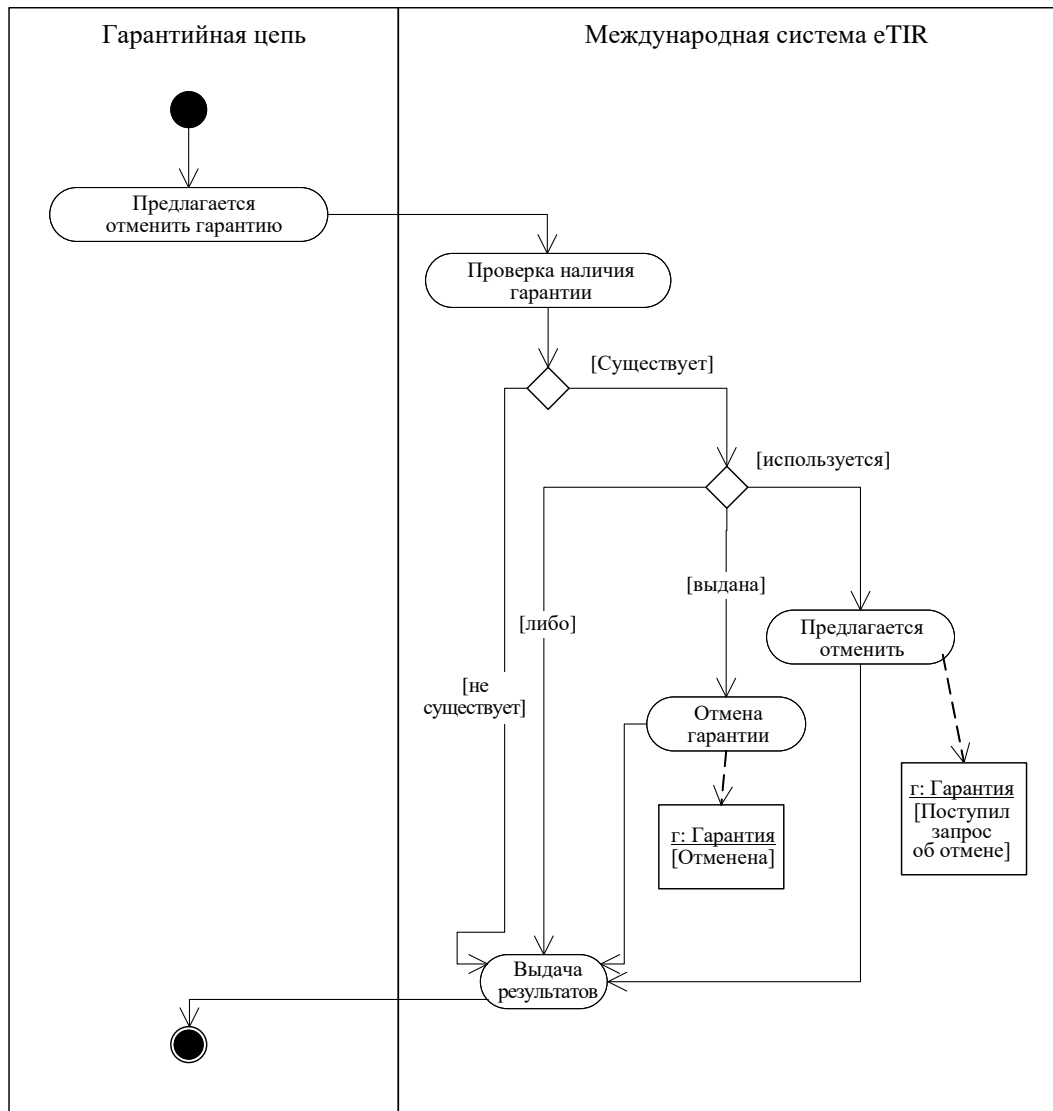 Гарантийная цепь
Международная система eTIR
Предлагается
отменить гарантию
Проверка наличия
гарантии
[Существует]
[используется]
[выдана]
[либо]
Предлагается
отменить
[не
существует]
Отмена
гарантии
г: Гарантия
[Поступил
запрос
об отмене]
г: Гарантия
[Отменена]
Выдача
результатов